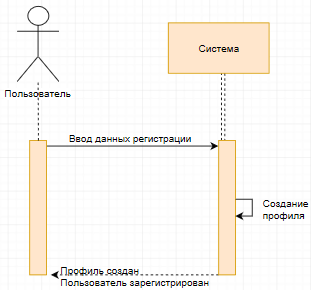 Система
Пользователь
Ввод данных регистрации
Создание
профиля
Профиль создан
Пользователь зарегистрирован